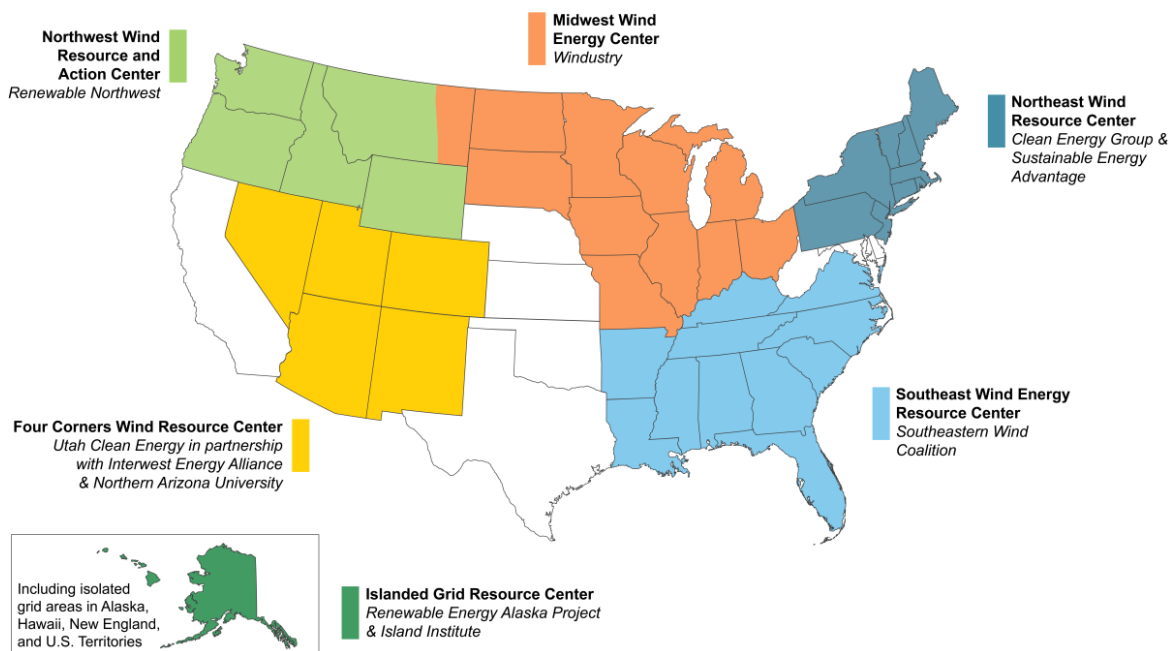 Northwest Wind
Resource and
Action Center
Renewable Northwest
Midwest Wind
Energy Center
Windustry
Northeast Wind
Resource Center
Clean Energy Group &
Sustainable Energy
Advantage
Four Corners Wind Resource Center
Utah Clean Energy in partnership
with Interwest Energy Alliance
& Northern Arizona University
Southeast Wind Energy
Resource Center
Southeastern Wind
Coalition
Including isolated
grid areas in Alaska,
Hawaii, New England,
and U.S. Territories
Islanded Grid Resource Center
Renewable Energy Alaska Project
& Island Institute